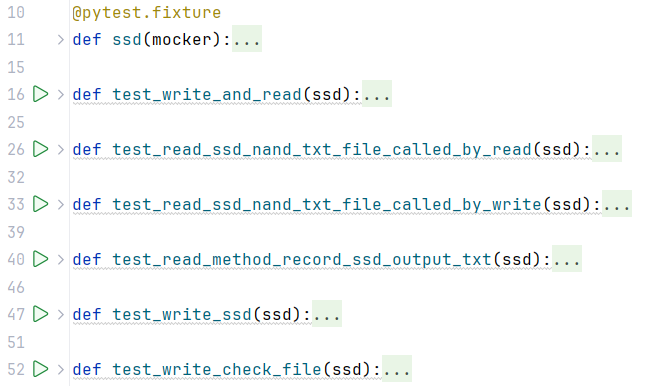 10 @pytest.fixture
11 def ssd(mocker):...
15
16 def test_write_and_read(ssd):...
25
26 def test_read_ssd_nand_txt_file_called_by_read(ssd):...
32
33 def test_read_ssd_nand_txt_file_called_by_write(ssd):...
39
40 def test_read_method_record_ssd_output_txt(ssd):...
46
47 def test_write_ssd(ssd):...
51
52 def test_write_check_file(ssd):...